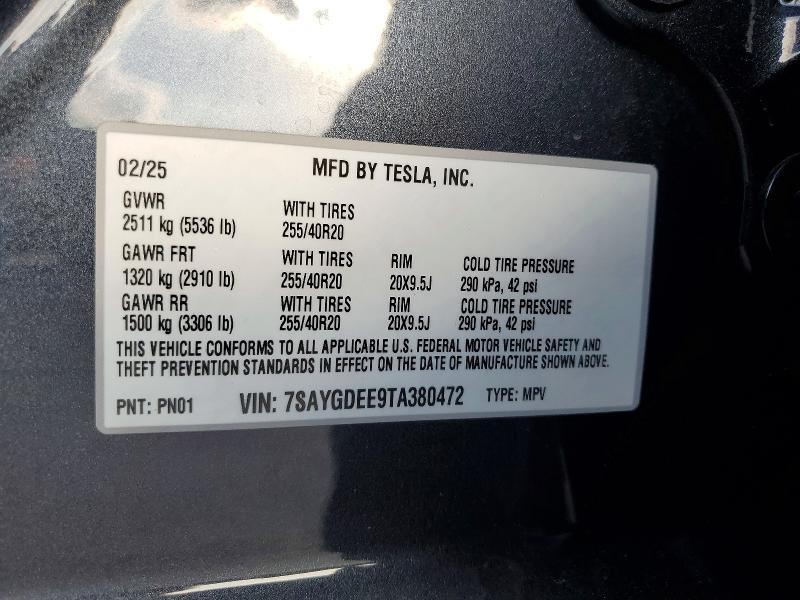 02/25 MFD BY TESLA, INC.
GVWR WITH TIRES
2511 kg (5536 lb) 255/40R20
GAWR FRT WITH TIRES RIM COLD TIRE PRESSURE
1320 kg (2910 lb) 255/40R20 20X9.5J 290 kPa, 42 psi
GAWR RR WITH TIRES RIM COLD TIRE PRESSURE
1500 kg (3306 lb) 255/40R20 20X9.5J 290 kPa, 42 psi
THIS VEHICLE CONFORMS TO ALL APPLICABLE U.S. FEDERAL MOTOR VEHICLE SAFETY AND
THEFT PREVENTION STANDARDS IN EFFECT ON THE DATE OF MANUFACTURE SHOWN ABOVE.
PNT: PN01 VIN: 7SAYGDEE9TA380472 TYPE: MPV